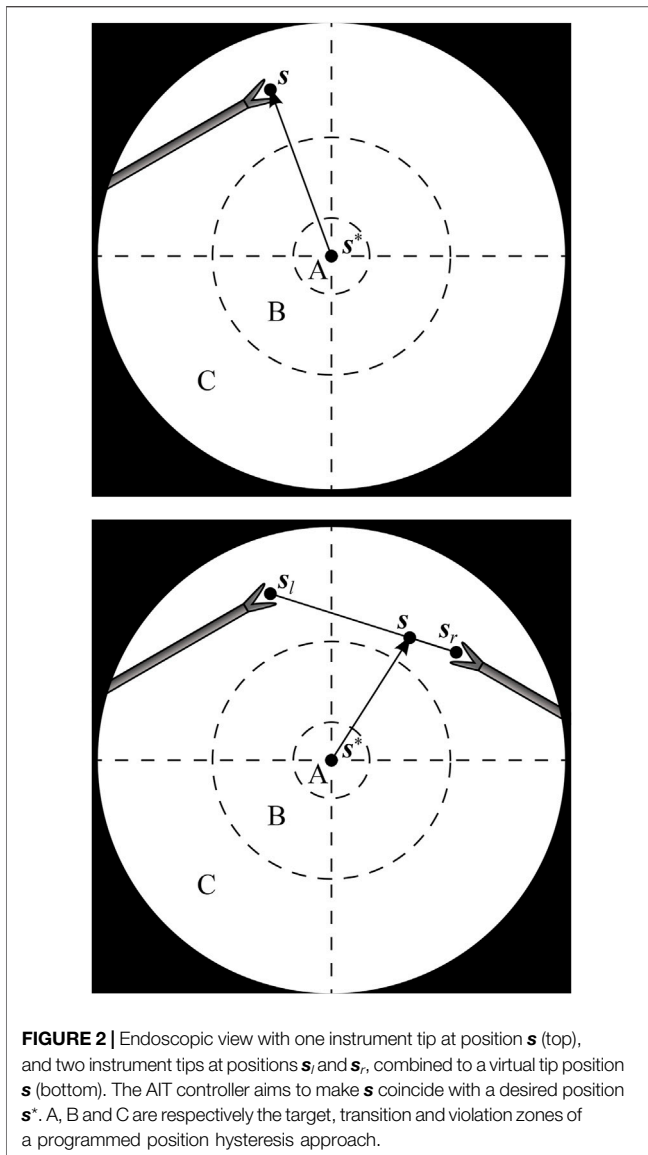 s
s*
A
B
C
s_l
s
s_r
s*
A
B
C
FIGURE 2 | Endoscopic view with one instrument tip at position s (top),
and two instrument tips at positions s_l and s_r, combined to a virtual tip position
s (bottom). The AIT controller aims to make s coincide with a desired position
s*. A, B and C are respectively the target, transition and violation zones of
a programmed position hysteresis approach.